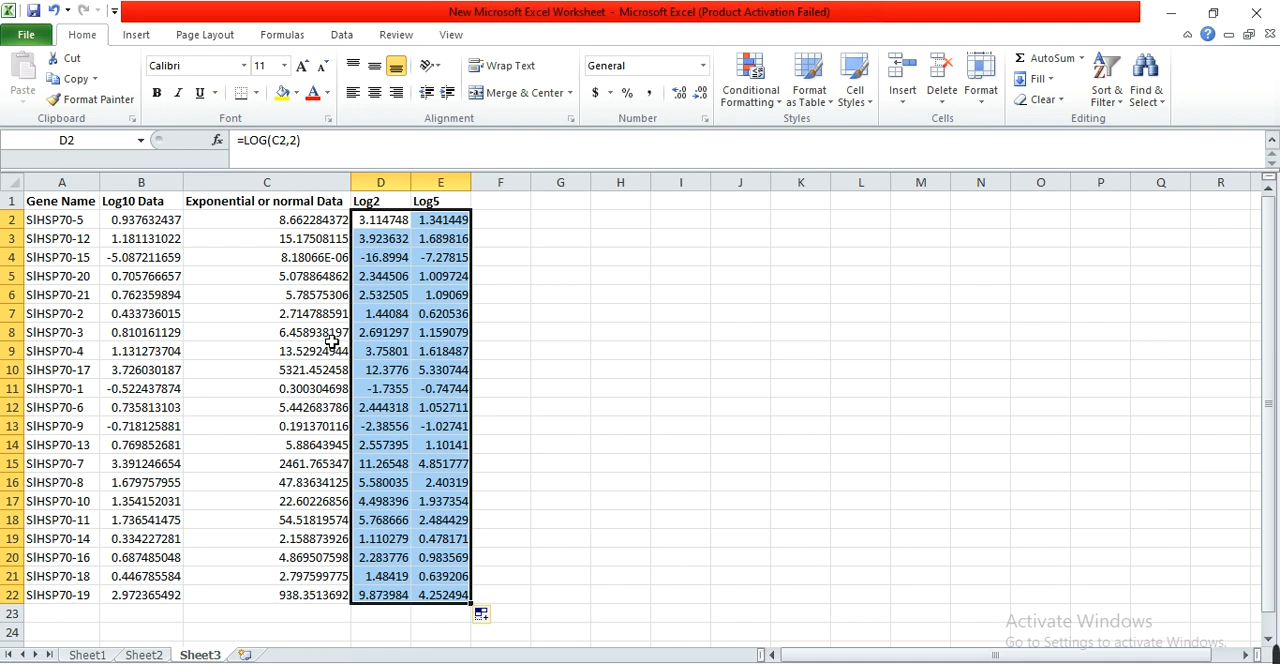 New Microsoft Excel Worksheet - Microsoft Excel (Product Activation Failed)
File Home Insert Page Layout Formulas Data Review View
Paste Cut Copy Format Painter Clipboard
Calibri 11 B I U Font
Wrap Text Merge & Center Alignment
General $ % , Number
Conditional Formatting Format as Table Cell Styles Styles
Insert Delete Format Cells
Σ AutoSum Fill Clear Sort & Filter Find & Select Editing
D2 fx =LOG(C2,2)
A B C D E F G H I J K L M N O P Q R
1 Gene Name Log10 Data Exponential or normal Data Log2 Log5
2 SlHSP70-5 0.937632437 8.662284372 3.114748 1.341449
3 SlHSP70-12 1.181131022 15.17508115 3.923632 1.689816
4 SlHSP70-15 -5.087211659 8.18066E-06 -16.8994 -7.27815
5 SlHSP70-20 0.705766657 5.078864862 2.344506 1.009724
6 SlHSP70-21 0.762359894 5.78575306 2.532505 1.09069
7 SlHSP70-2 0.433736015 2.714788591 1.44084 0.620536
8 SlHSP70-3 0.810161129 6.458938197 2.691297 1.159079
9 SlHSP70-4 1.131273704 13.52924944 3.75801 1.618487
10 SlHSP70-17 3.726030187 5321.452458 12.3776 5.330744
11 SlHSP70-1 -0.522437874 0.300304698 -1.7355 -0.74744
12 SlHSP70-6 0.735813103 5.442683786 2.444318 1.052711
13 SlHSP70-9 -0.718125881 0.191370116 -2.38556 -1.02741
14 SlHSP70-13 0.769852681 5.88643945 2.557395 1.10141
15 SlHSP70-7 3.391246654 2461.765347 11.26548 4.851777
16 SlHSP70-8 1.679757955 47.83634125 5.580035 2.40319
17 SlHSP70-10 1.354152031 22.60226856 4.498396 1.937354
18 SlHSP70-11 1.736541475 54.51819574 5.768666 2.484429
19 SlHSP70-14 0.334227281 2.158873926 1.110279 0.478171
20 SlHSP70-16 0.687485048 4.869507598 2.283776 0.983569
21 SlHSP70-18 0.446785584 2.797599775 1.48419 0.639206
22 SlHSP70-19 2.972365492 938.3513692 9.873984 4.252494
23
24
Activate Windows
Go to Settings to activate Windows.
Sheet1 Sheet2 Sheet3